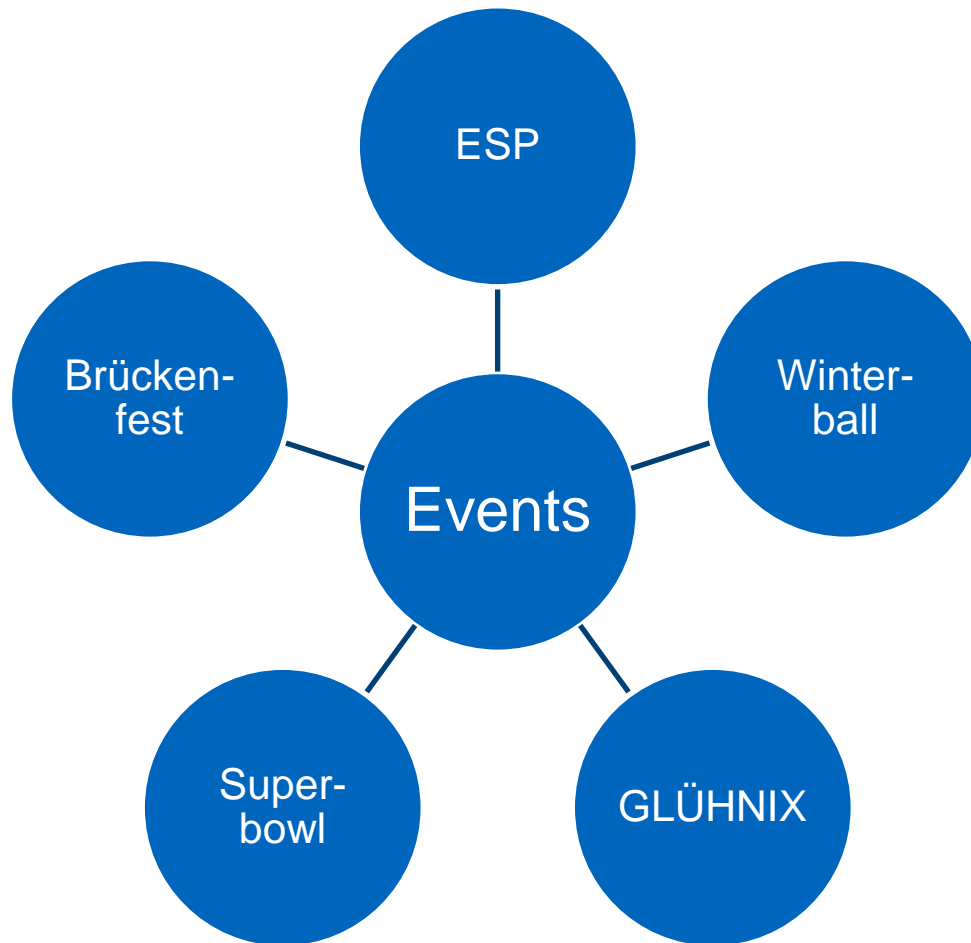 ESP
Winter-
ball
GLÜHNIX
Super-
bowl
Brücken-
fest
Events